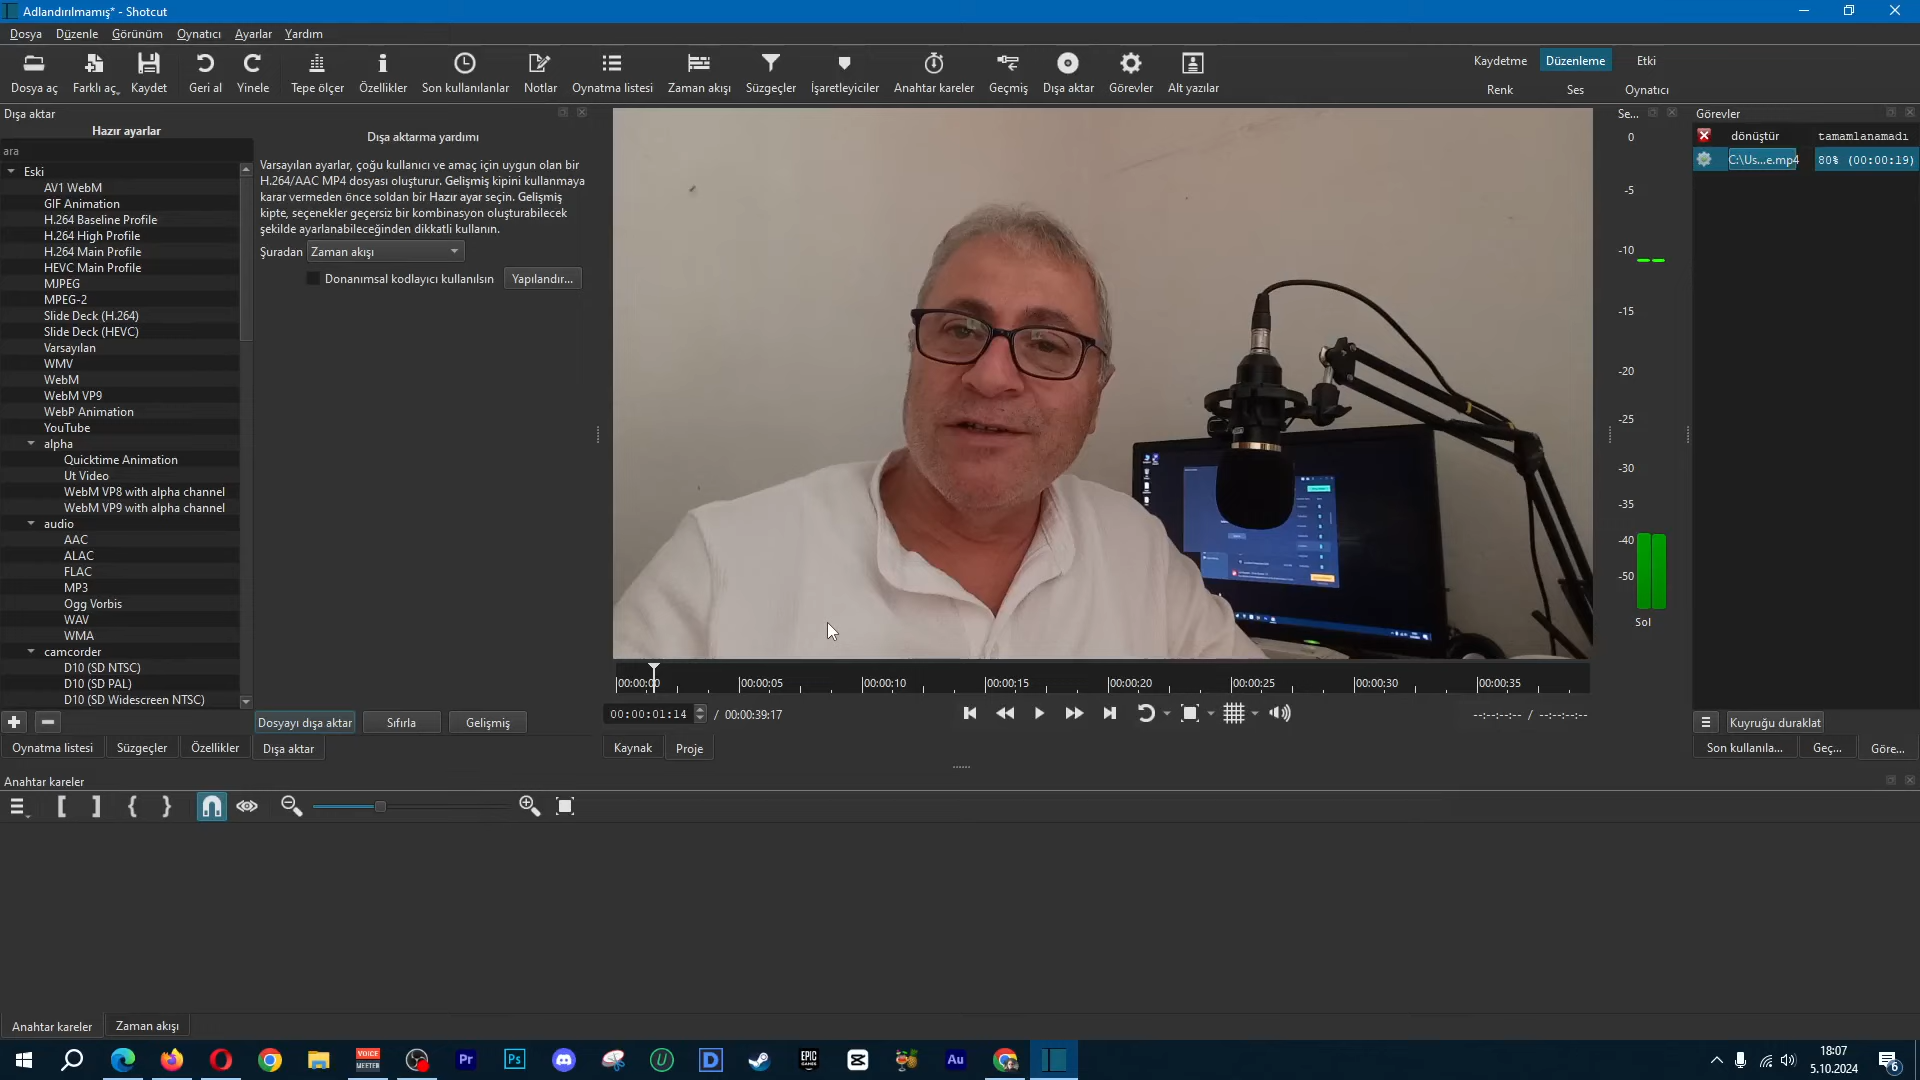 Adlandırılmamış* - Shotcut
Dosya Düzenle Görünüm Oynatıcı Ayarlar Yardım
Dosya aç Farklı aç Kaydet Geri al Yinele Tepe ölçer Özellikler Son kullanılanlar Notlar Oynatma listesi Zaman akışı Süzgeçler İşaretleyiciler Anahtar kareler Geçmiş Dışa aktar Görevler Alt yazılar
Kaydetme Düzenleme Etki
Renk Ses Oynatıcı
Dışa aktar
Hazır ayarlar
ara
Eski
AV1 WebM
GIF Animation
H.264 Baseline Profile
H.264 High Profile
H.264 Main Profile
HEVC Main Profile
MJPEG
MPEG-2
Slide Deck (H.264)
Slide Deck (HEVC)
Varsayılan
WMV
WebM
WebM VP9
WebP Animation
YouTube
alpha
Quicktime Animation
Ut Video
WebM VP8 with alpha channel
WebM VP9 with alpha channel
audio
AAC
ALAC
FLAC
MP3
Ogg Vorbis
WAV
WMA
camcorder
D10 (SD NTSC)
D10 (SD PAL)
D10 (SD Widescreen NTSC)
Dışa aktarma yardımı
Varsayılan ayarlar, çoğu kullanıcı ve amaç için uygun olan bir
H.264/AAC MP4 dosyası oluşturur. Gelişmiş kipini kullanmaya
karar vermeden önce soldan bir Hazır ayar seçin. Gelişmiş
kipte, seçenekler geçersiz bir kombinasyon oluşturabilecek
şekilde ayarlanabileceğinden dikkatli kullanın.
Şuradan Zaman akışı
Donanımsal kodlayıcı kullanılsın Yapılandır...
Dosyayı dışa aktar Sıfırla Gelişmiş
Oynatma listesi Süzgeçler Özellikler Dışa aktar
00:00:00 00:00:05 00:00:10 00:00:15 00:00:20 00:00:25 00:00:30 00:00:35
00:00:01:14 / 00:00:39:17
--:--:--:-- / --:--:--:--
Kaynak Proje
Se...
0
-5
-10
-15
-20
-25
-30
-35
-40
-50
Sol
Görevler
dönüştür tamamlanamadı
C:\Us...e.mp4 80% (00:00:19)
Kuyruğu duraklat
Son kullanıla... Geç... Göre...
Anahtar kareler
Anahtar kareler Zaman akışı
VOICE
MEETER
Pr
Ps
U
D
EPIC
GAMES
Au
18:07
5.10.2024
6